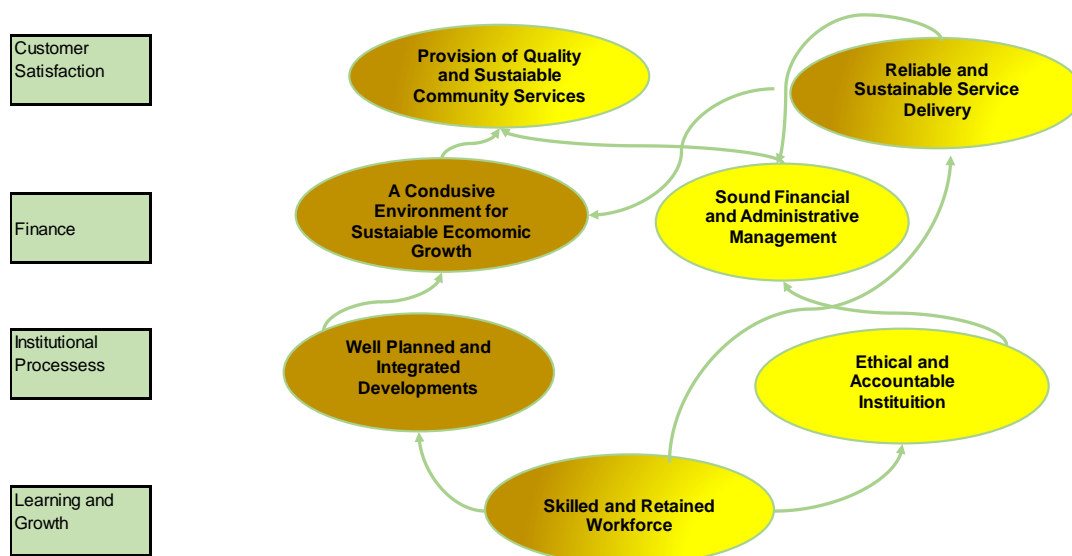 Customer
Satisfaction
Provision of Quality
and Sustaiable
Community Services
Reliable and
Sustainable Service
Delivery
Finance
A Condusive
Environment for
Sustaiable Ecomomic
Growth
Sound Financial
and Administrative
Management
Institutional
Processess
Well Planned and
Integrated
Developments
Ethical and
Accountable
Instituition
Learning and
Growth
Skilled and Retained
Workforce